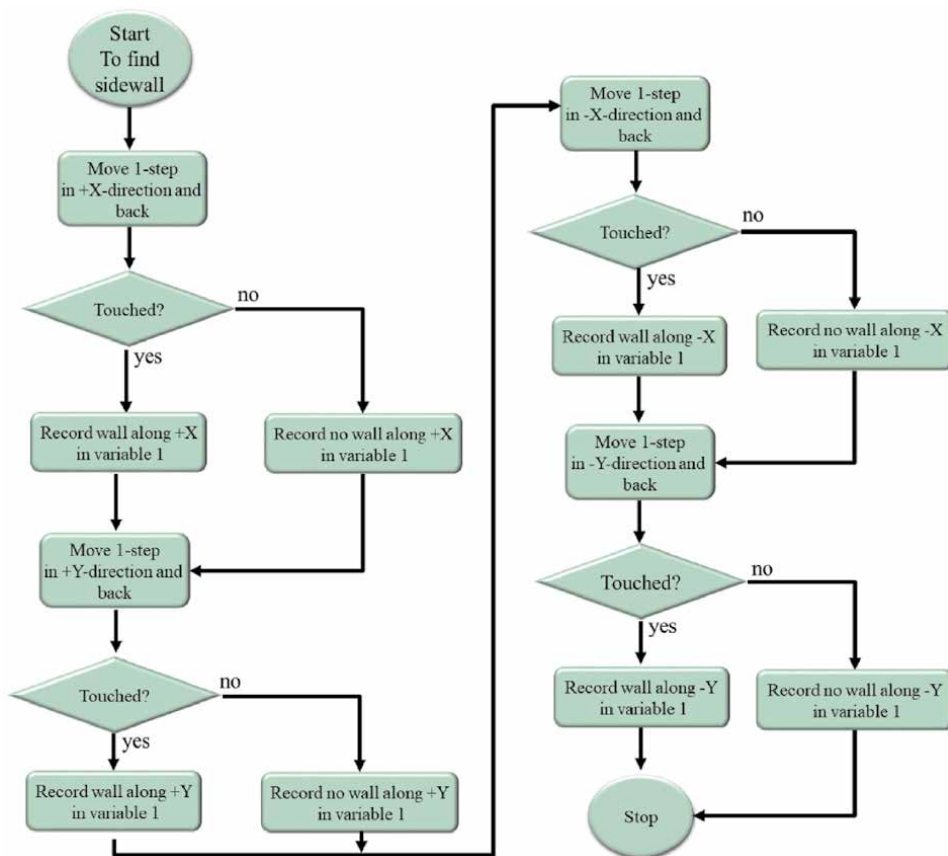 Start
To find
sidewall
Move 1-step
in +X-direction and
back
Touched?
no
yes
Record wall along +X
in variable 1
Record no wall along +X
in variable 1
Move 1-step
in +Y-direction and
back
Touched?
no
yes
Record wall along +Y
in variable 1
Record no wall along +Y
in variable 1
Move 1-step
in -X-direction and
back
Touched?
no
yes
Record wall along -X
in variable 1
Record no wall along -X
in variable 1
Move 1-step
in -Y-direction and
back
Touched?
no
yes
Record wall along -Y
in variable 1
Record no wall along -Y
in variable 1
Stop